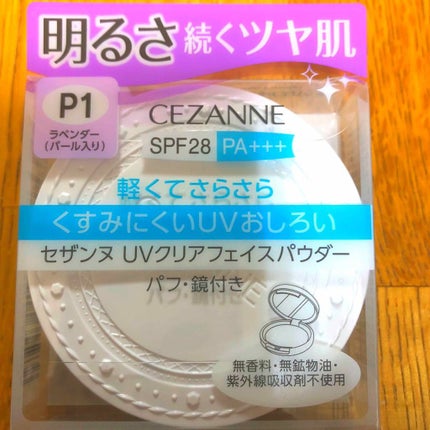 明るさ続くツヤ肌
P1
ラベンダー
(パール入り)
CEZANNE
SPF28 PA+++
軽くてさらさら
くすみにくいUVおしろい
セザンヌ UVクリアフェイスパウダー
パフ・鏡付き
無香料・無鉱物油・
紫外線吸収剤不使用